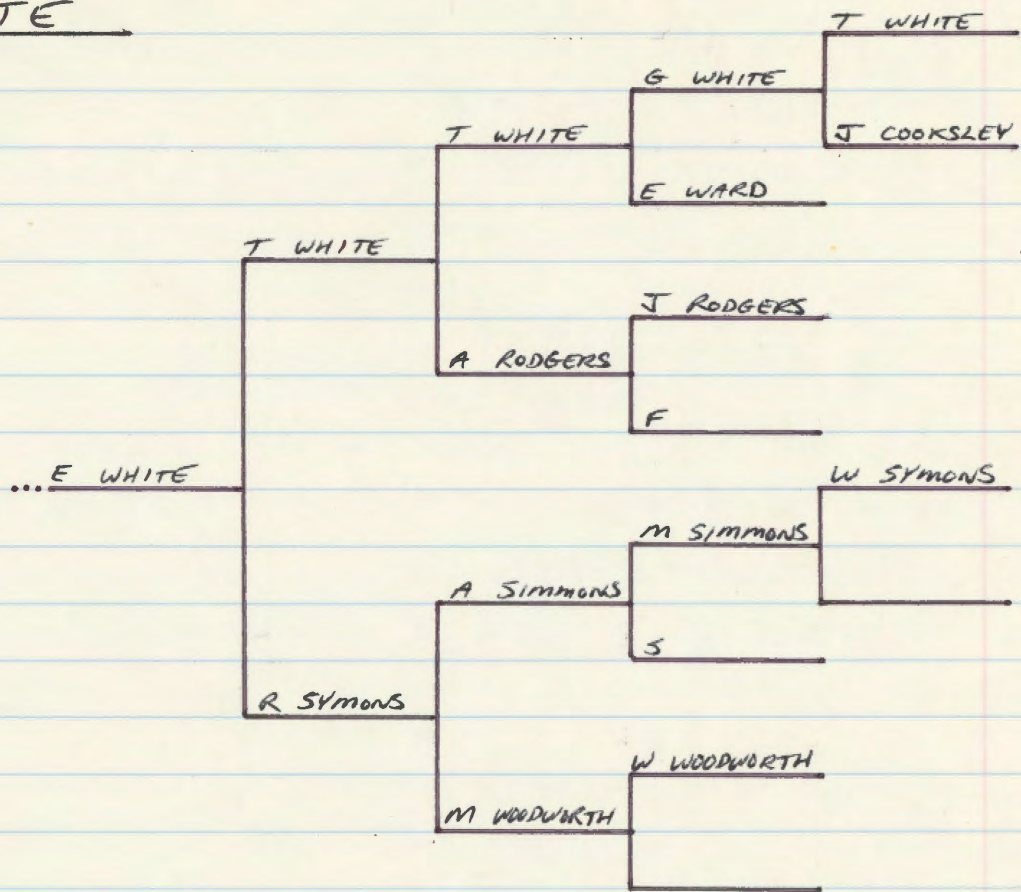 TE
T WHITE
G WHITE
T WHITE
J COOKSLEY
E WARD
T WHITE
J RODGERS
A RODGERS
F
... E WHITE
W SYMONS
M SIMMONS
A SIMMONS
S
R SYMONS
W WOODWORTH
M WOODWORTH